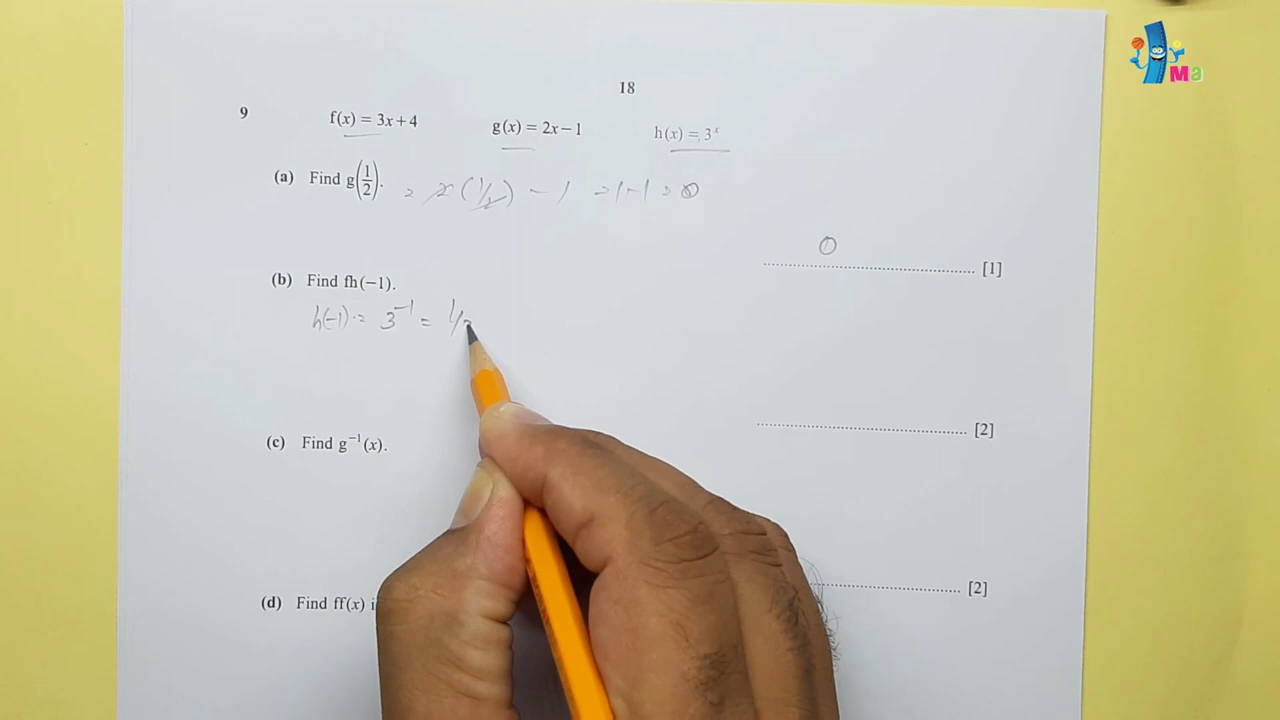 Ma
18
9 f(x) = 3x+4 g(x) = 2x−1 h(x) = 3ˣ
(a) Find g(1/2). = 2(1/2) − 1 = 1−1 = 0
0
[1]
(b) Find fh(−1).
h(−1) = 3⁻¹ = 1/
[2]
(c) Find g⁻¹(x).
[2]
(d) Find ff(x)